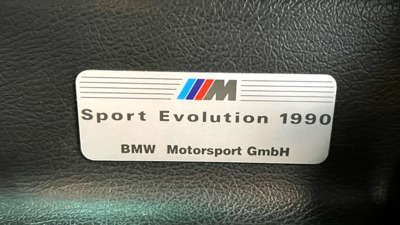 M
Sport Evolution 1990
BMW Motorsport GmbH